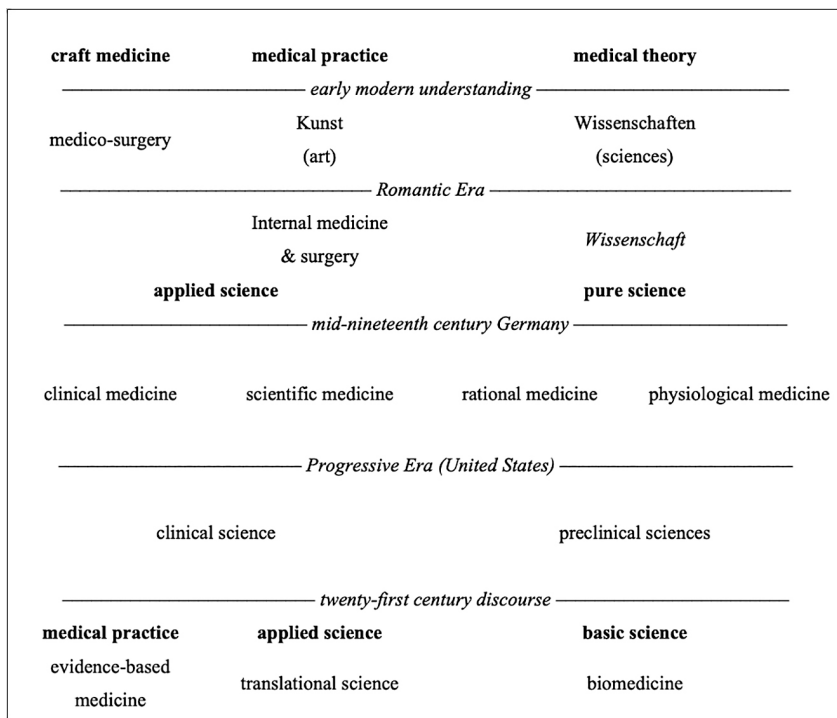 craft medicine medical practice medical theory
early modern understanding
medico-surgery Kunst (art) Wissenschaften (sciences)
Romantic Era
Internal medicine & surgery Wissenschaft
applied science pure science
mid-nineteenth century Germany
clinical medicine scientific medicine rational medicine physiological medicine
Progressive Era (United States)
clinical science preclinical sciences
twenty-first century discourse
medical practice applied science basic science
evidence-based medicine translational science biomedicine